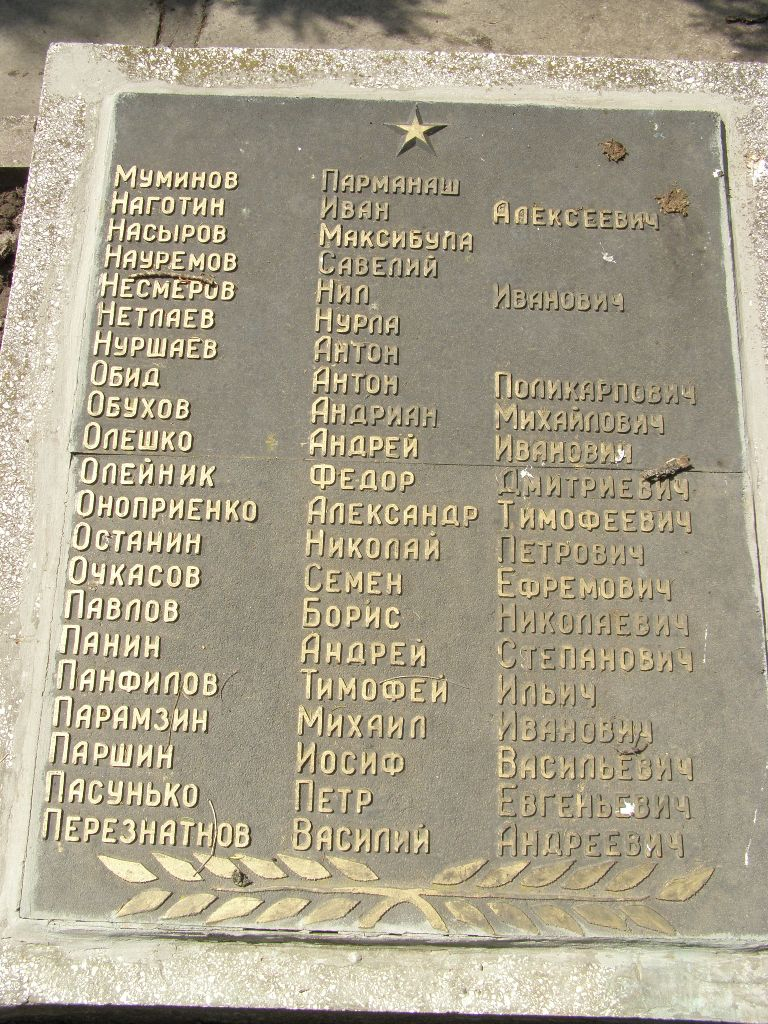 Муминов Парманаш
Наготин Иван Алексеевич
Насыров Максибула
Науремов Савелий
Несмеров Нил Иванович
Нетлаев Нурла
Нуршаев Антон
Обид Антон Поликарпович
Обухов Андриан Михайлович
Олешко Андрей Иванович
Олейник Федор Дмитриевич
Оноприенко Александр Тимофеевич
Останин Николай Петрович
Очкасов Семен Ефремович
Павлов Борис Николаевич
Панин Андрей Степанович
Панфилов Тимофей Ильич
Парамзин Михаил Иванович
Паршин Иосиф Васильевич
Пасунько Петр Евгеньевич
Перезнатнов Василий Андреевич